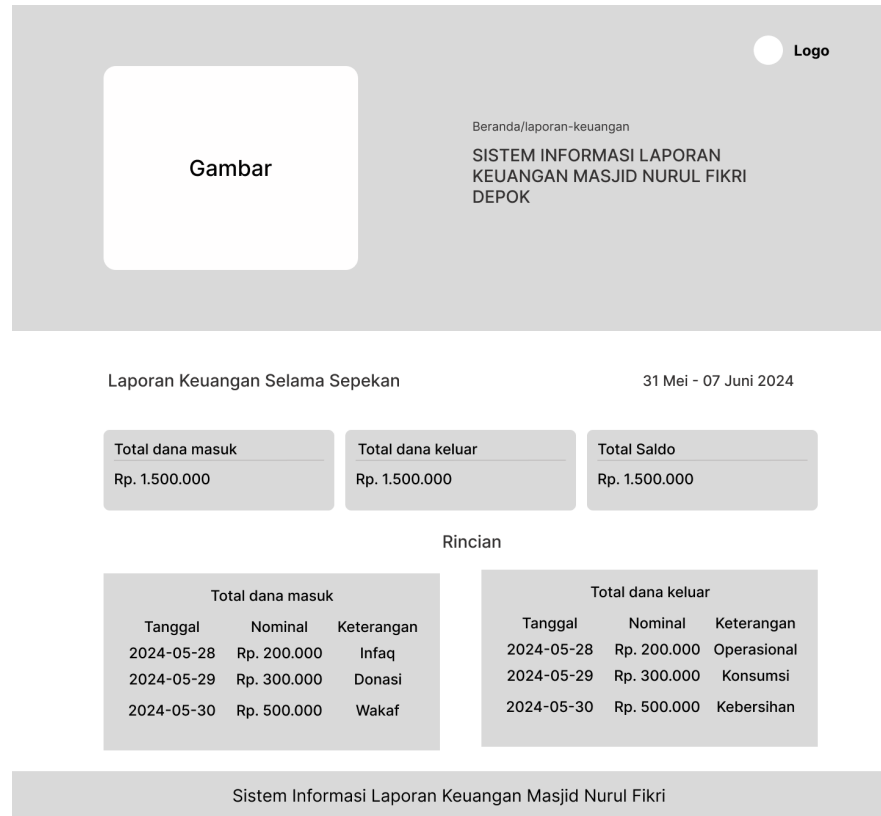 Logo
Gambar
Beranda/laporan-keuangan
SISTEM INFORMASI LAPORAN
KEUANGAN MASJID NURUL FIKRI
DEPOK
Laporan Keuangan Selama Sepekan
31 Mei - 07 Juni 2024
Total dana masuk
Rp. 1.500.000
Total dana keluar
Rp. 1.500.000
Total Saldo
Rp. 1.500.000
Rincian
Total dana masuk
Tanggal Nominal Keterangan
2024-05-28 Rp. 200.000 Infaq
2024-05-29 Rp. 300.000 Donasi
2024-05-30 Rp. 500.000 Wakaf
Total dana keluar
Tanggal Nominal Keterangan
2024-05-28 Rp. 200.000 Operasional
2024-05-29 Rp. 300.000 Konsumsi
2024-05-30 Rp. 500.000 Kebersihan
Sistem Informasi Laporan Keuangan Masjid Nurul Fikri